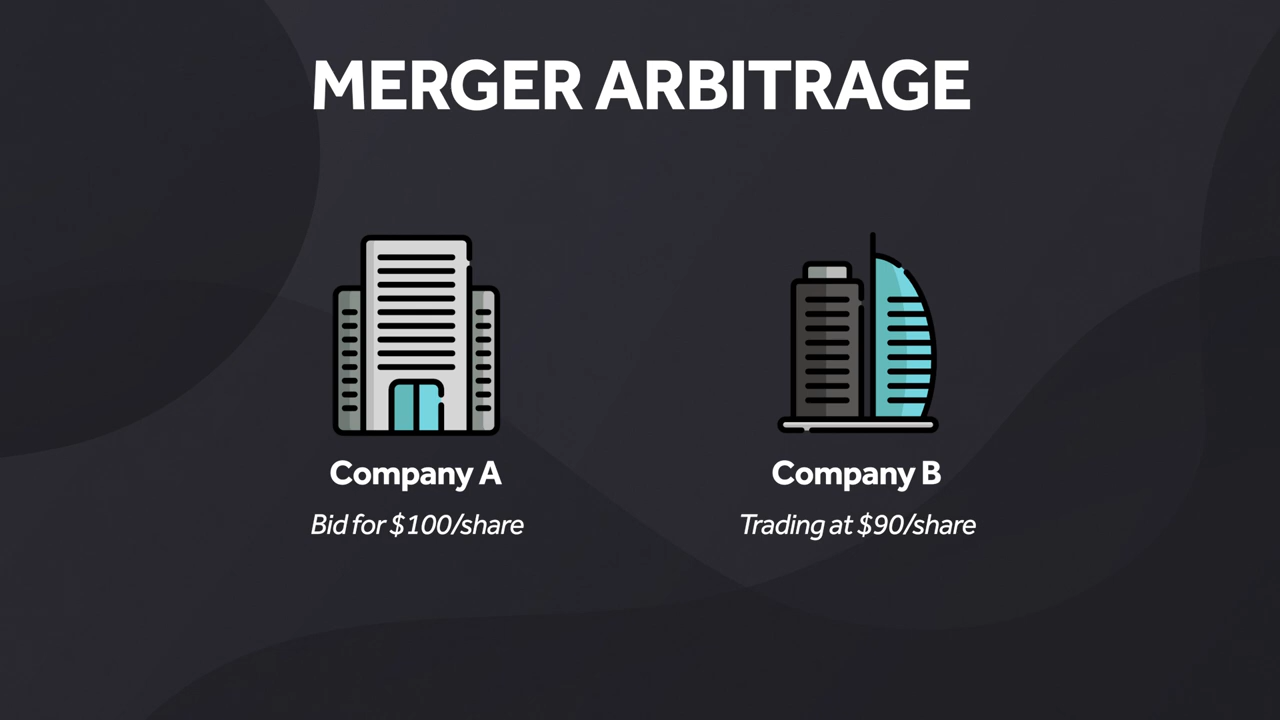 MERGER ARBITRAGE
Company A
Bid for $100/share
Company B
Trading at $90/share